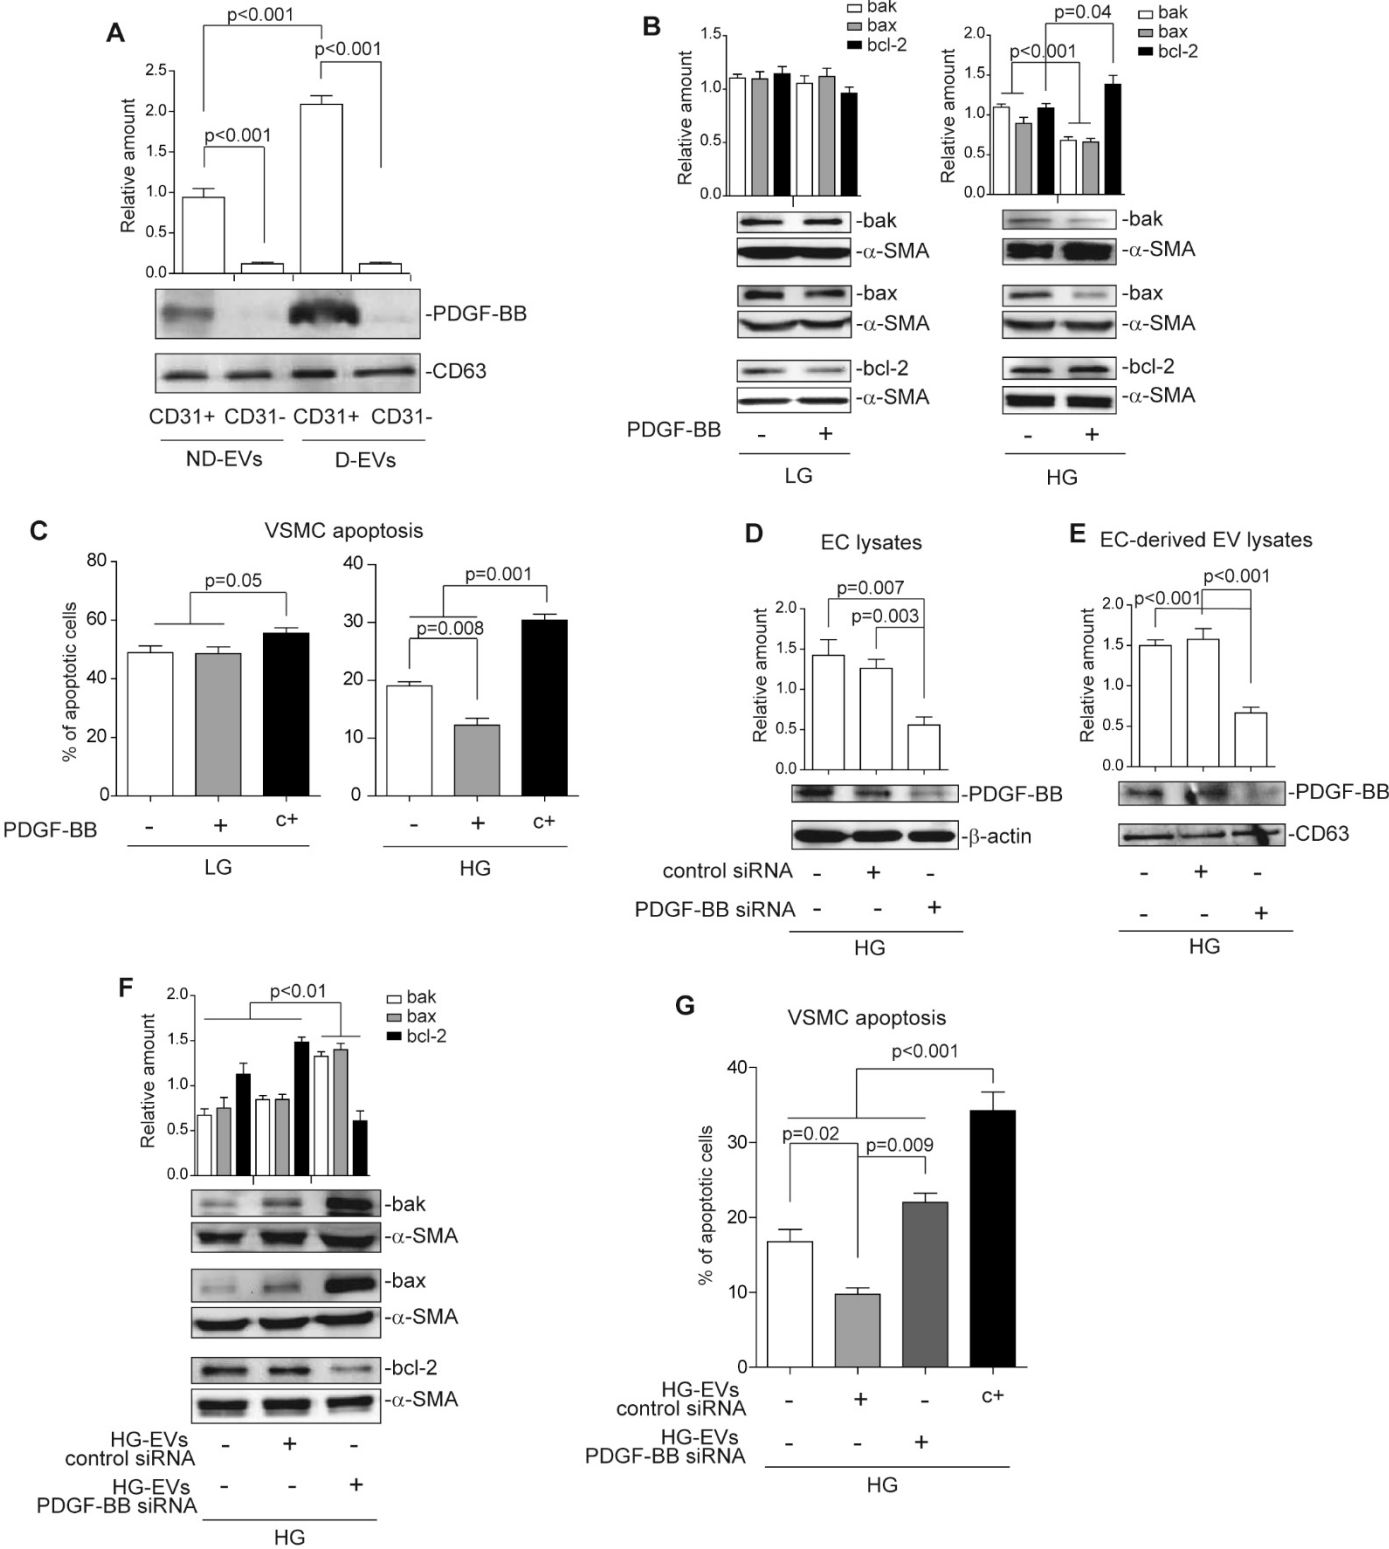 A
p<0.001
p<0.001
2.5
2.0
p<0.001
1.5
1.0
0.5
0.0
Relative amount
-PDGF-BB
-CD63
CD31+ CD31- CD31+ CD31-
ND-EVs D-EVs
B
bak
bax
bcl-2
1.5
1.0
0.5
0.0
Relative amount
-bak
-α-SMA
-bax
-α-SMA
-bcl-2
-α-SMA
PDGF-BB - +
LG
p=0.04
bak
bax
bcl-2
2.0
p<0.001
1.5
1.0
0.5
0.0
Relative amount
-bak
-α-SMA
-bax
-α-SMA
-bcl-2
-α-SMA
- +
HG
C
VSMC apoptosis
80
60
40
20
0
% of apoptotic cells
p=0.05
PDGF-BB - + c+
LG
40
30
20
10
0
p=0.001
p=0.008
- + c+
HG
D
EC lysates
p=0.007
2.0
p=0.003
1.5
1.0
0.5
0.0
Relative amount
-PDGF-BB
-β-actin
control siRNA - + -
PDGF-BB siRNA - - +
HG
E
EC-derived EV lysates
p<0.001
p<0.001
2.0
1.5
1.0
0.5
0.0
Relative amount
-PDGF-BB
-CD63
- + -
- - +
HG
F
2.0
p<0.01
bak
bax
bcl-2
1.5
1.0
0.5
0.0
Relative amount
-bak
-α-SMA
-bax
-α-SMA
-bcl-2
-α-SMA
HG-EVs
control siRNA - + -
HG-EVs
PDGF-BB siRNA - - +
HG
G
VSMC apoptosis
p<0.001
40
p=0.02
p=0.009
30
20
10
0
% of apoptotic cells
HG-EVs
control siRNA - + - c+
HG-EVs
PDGF-BB siRNA - - +
HG